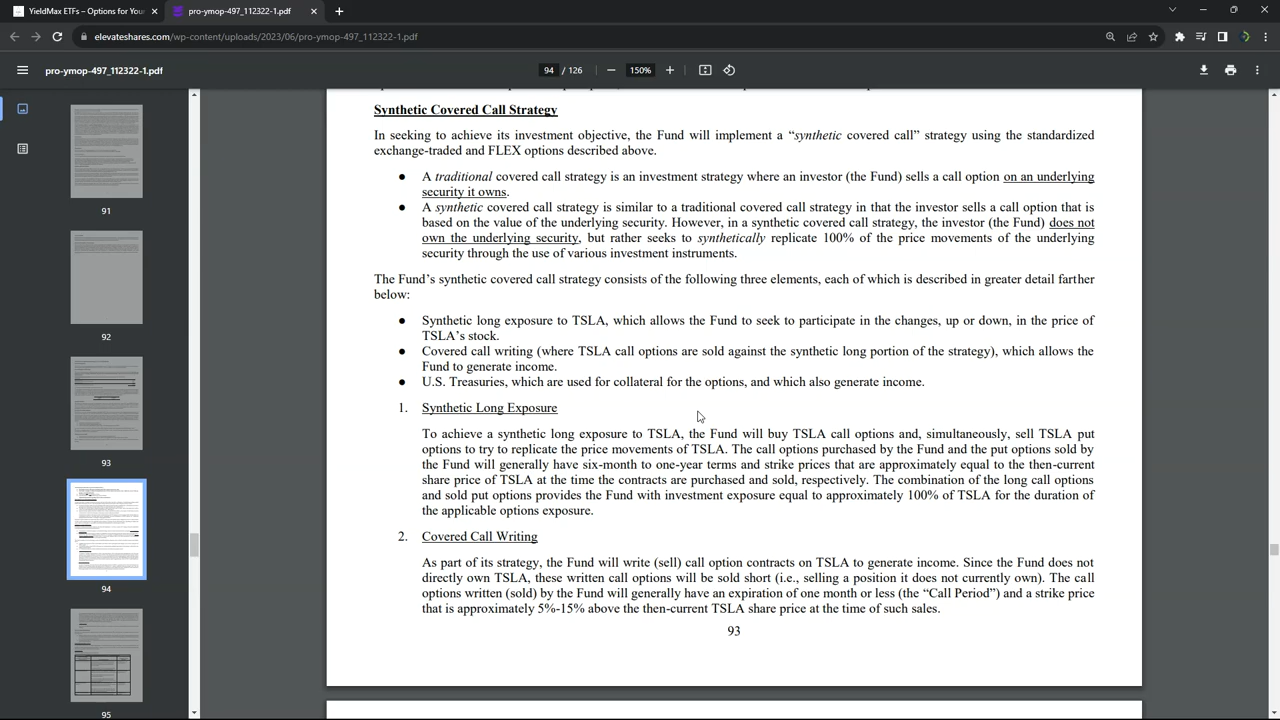 YieldMax ETFs – Options for You
pro-ymop-497_112322-1.pdf
elevateshares.com/wp-content/uploads/2023/06/pro-ymop-497_112322-1.pdf
pro-ymop-497_112322-1.pdf
94 / 126
150%
91
92
93
94
95
Synthetic Covered Call Strategy
In seeking to achieve its investment objective, the Fund will implement a “synthetic covered call” strategy using the standardized
exchange-traded and FLEX options described above.
● A traditional covered call strategy is an investment strategy where an investor (the Fund) sells a call option on an underlying
security it owns.
● A synthetic covered call strategy is similar to a traditional covered call strategy in that the investor sells a call option that is
based on the value of the underlying security. However, in a synthetic covered call strategy, the investor (the Fund) does not
own the underlying security, but rather seeks to synthetically replicate 100% of the price movements of the underlying
security through the use of various investment instruments.
The Fund’s synthetic covered call strategy consists of the following three elements, each of which is described in greater detail farther
below:
● Synthetic long exposure to TSLA, which allows the Fund to seek to participate in the changes, up or down, in the price of
TSLA’s stock.
● Covered call writing (where TSLA call options are sold against the synthetic long portion of the strategy), which allows the
Fund to generate income.
● U.S. Treasuries, which are used for collateral for the options, and which also generate income.
1. Synthetic Long Exposure
To achieve a synthetic long exposure to TSLA, the Fund will buy TSLA call options and, simultaneously, sell TSLA put
options to try to replicate the price movements of TSLA. The call options purchased by the Fund and the put options sold by
the Fund will generally have six-month to one-year terms and strike prices that are approximately equal to the then-current
share price of TSLA at the time the contracts are purchased and sold, respectively. The combination of the long call options
and sold put options provides the Fund with investment exposure equal to approximately 100% of TSLA for the duration of
the applicable options exposure.
2. Covered Call Writing
As part of its strategy, the Fund will write (sell) call option contracts on TSLA to generate income. Since the Fund does not
directly own TSLA, these written call options will be sold short (i.e., selling a position it does not currently own). The call
options written (sold) by the Fund will generally have an expiration of one month or less (the “Call Period”) and a strike price
that is approximately 5%-15% above the then-current TSLA share price at the time of such sales.
93